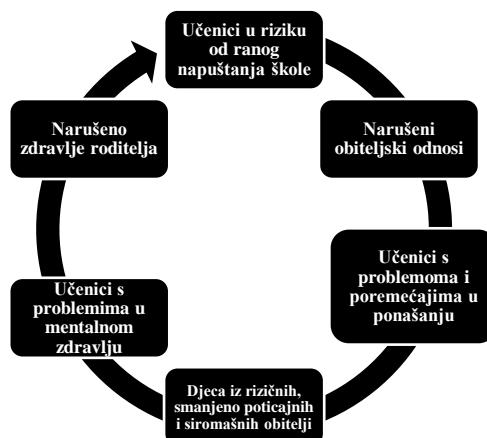 Učenici u riziku
od ranog
napuštanja škole
Narušeni
obiteljski odnosi
Učenici s
problemoma i
poremećajima u
ponašanju
Djeca iz rizičnih,
smanjeno poticajnih
i siromašnih obitelji
Učenici s
problemima u
mentalnom
zdravlju
Narušeno
zdravlje roditelja